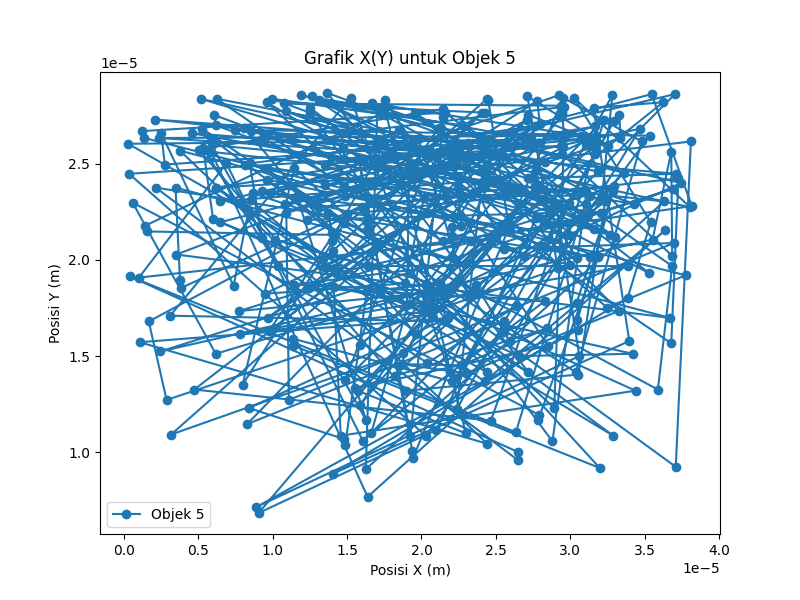 Grafik X(Y) untuk Objek 5
1e−5
2.5
2.0
1.5
1.0
Posisi Y (m)
Objek 5
0.0 0.5 1.0 1.5 2.0 2.5 3.0 3.5 4.0
1e−5
Posisi X (m)